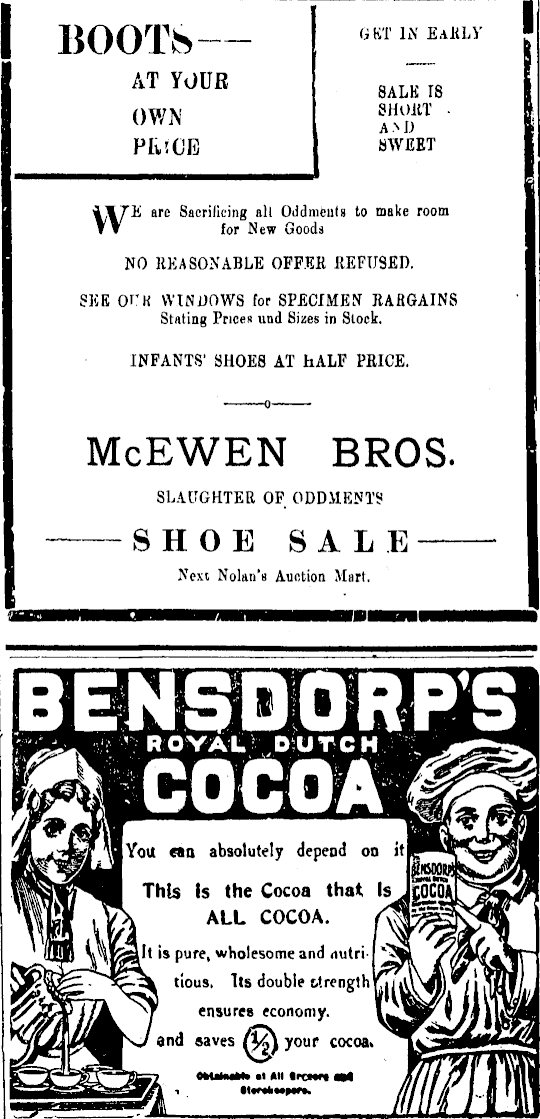 BOOTS——
AT YOUR
OWN
PRICE
GET IN EARLY
SALE IS
SHORT
AND
SWEET
WE are Sacrificing all Oddments to make room
for New Goods
NO REASONABLE OFFER REFUSED.
SEE OUR WINDOWS for SPECIMEN BARGAINS
Stating Prices und Sizes in Stock.
INFANTS' SHOES AT hALF PRICE.
McEWEN BROS.
SLAUGHTER OF ODDMENTS
SHOE SALE
Next Nolan's Auction Mart.
BENSDORP'S
ROYAL DUTCH
COCOA
You can absolutely depend on it
This is the Cocoa that is
ALL COCOA.
It is pure, wholesome and nutri-
tious. Its double strength
ensures economy.
and saves 1/2 your cocoa.
Obtainable at All Grocers and
Storekeepers.
BENSDORP'S
ROYAL DUTCH
COCOA